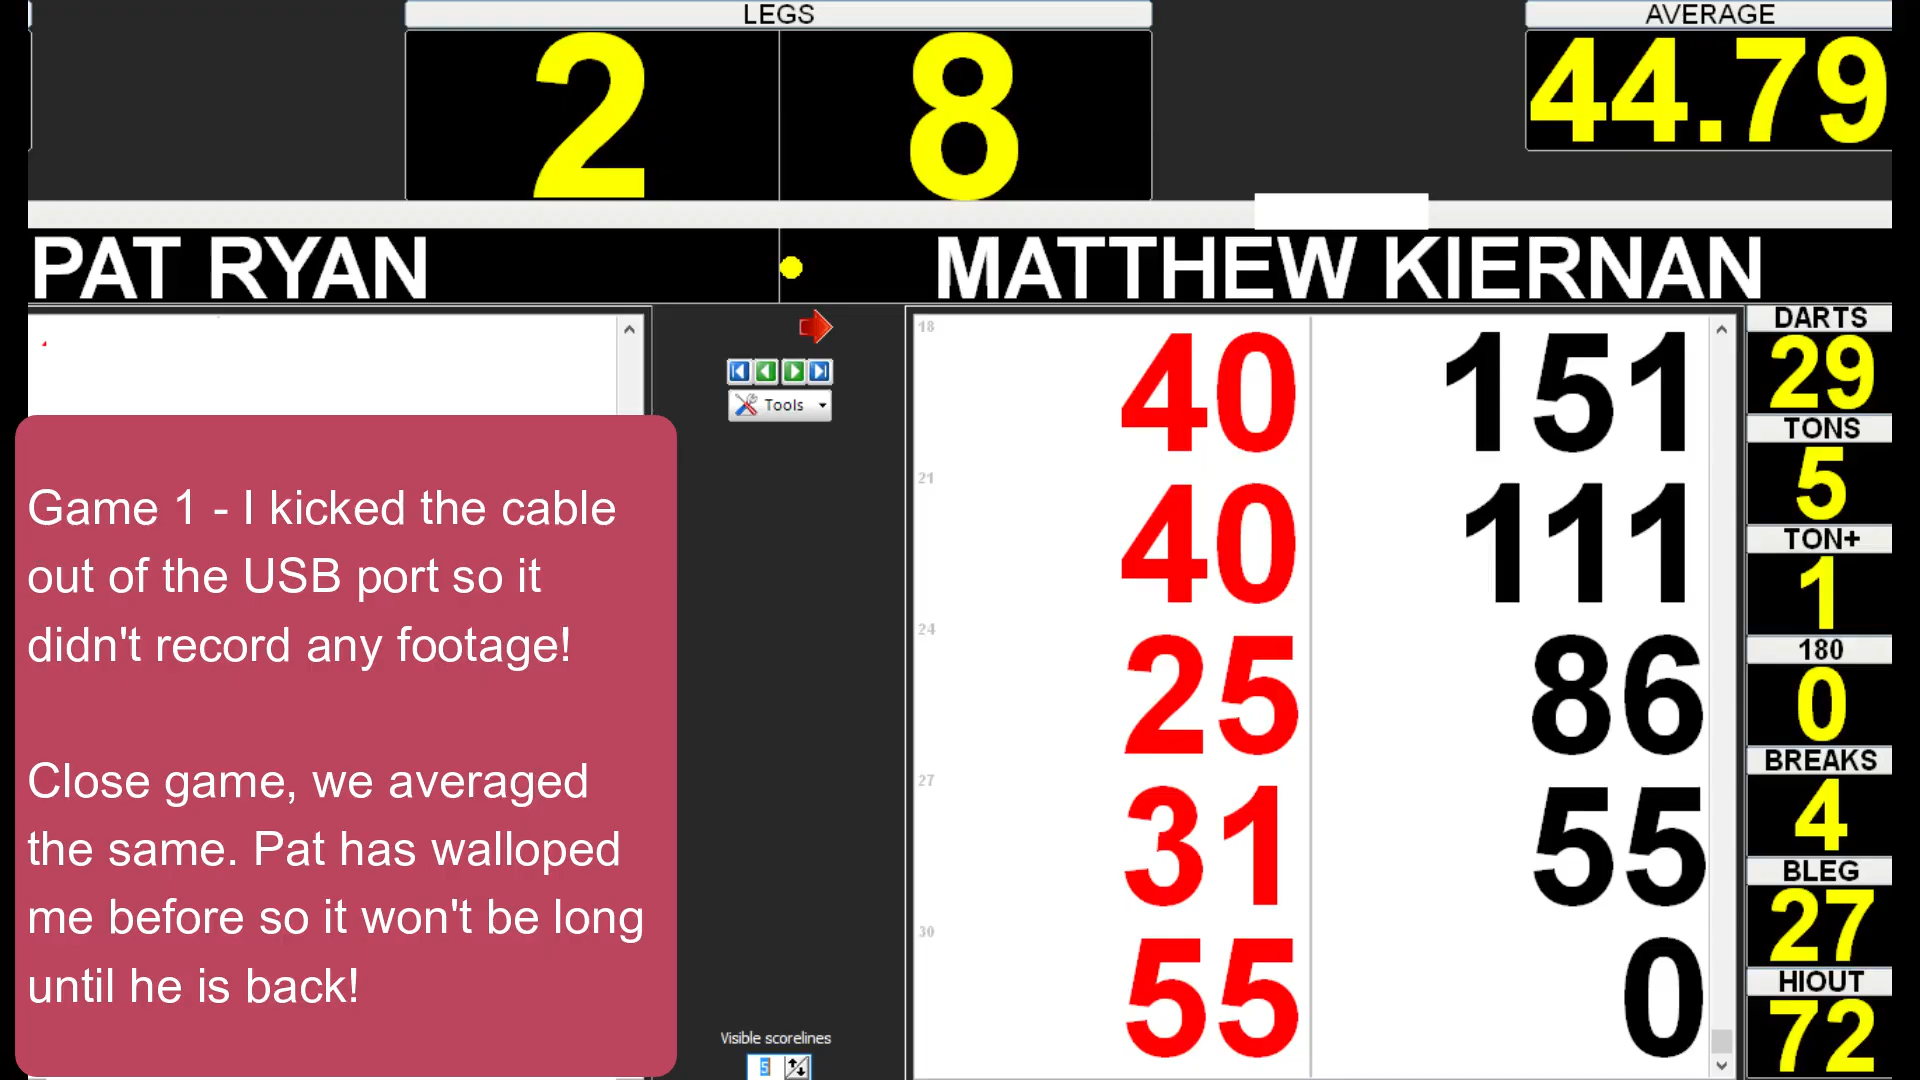 LEGS
AVERAGE
2 8
44.79
PAT RYAN
MATTHEW KIERNAN
Tools
18 40 151
21 40 111
24 25 86
27 31 55
30 55 0
DARTS
29
TONS
5
TON+
1
180
0
BREAKS
4
BLEG
27
HIOUT
72
Game 1 - I kicked the cable
out of the USB port so it
didn't record any footage!
Close game, we averaged
the same. Pat has walloped
me before so it won't be long
until he is back!
Visible scorelines
5